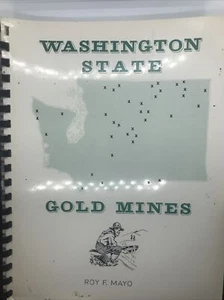 WASHINGTON
STATE
GOLD MINES
ROY F. MAYO